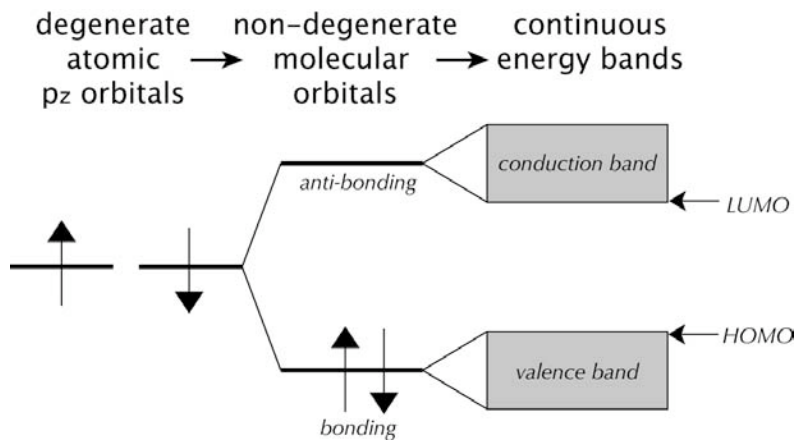 degenerate
atomic
pz orbitals
non-degenerate
molecular
orbitals
continuous
energy bands
anti-bonding
conduction band
LUMO
HOMO
valence band
bonding